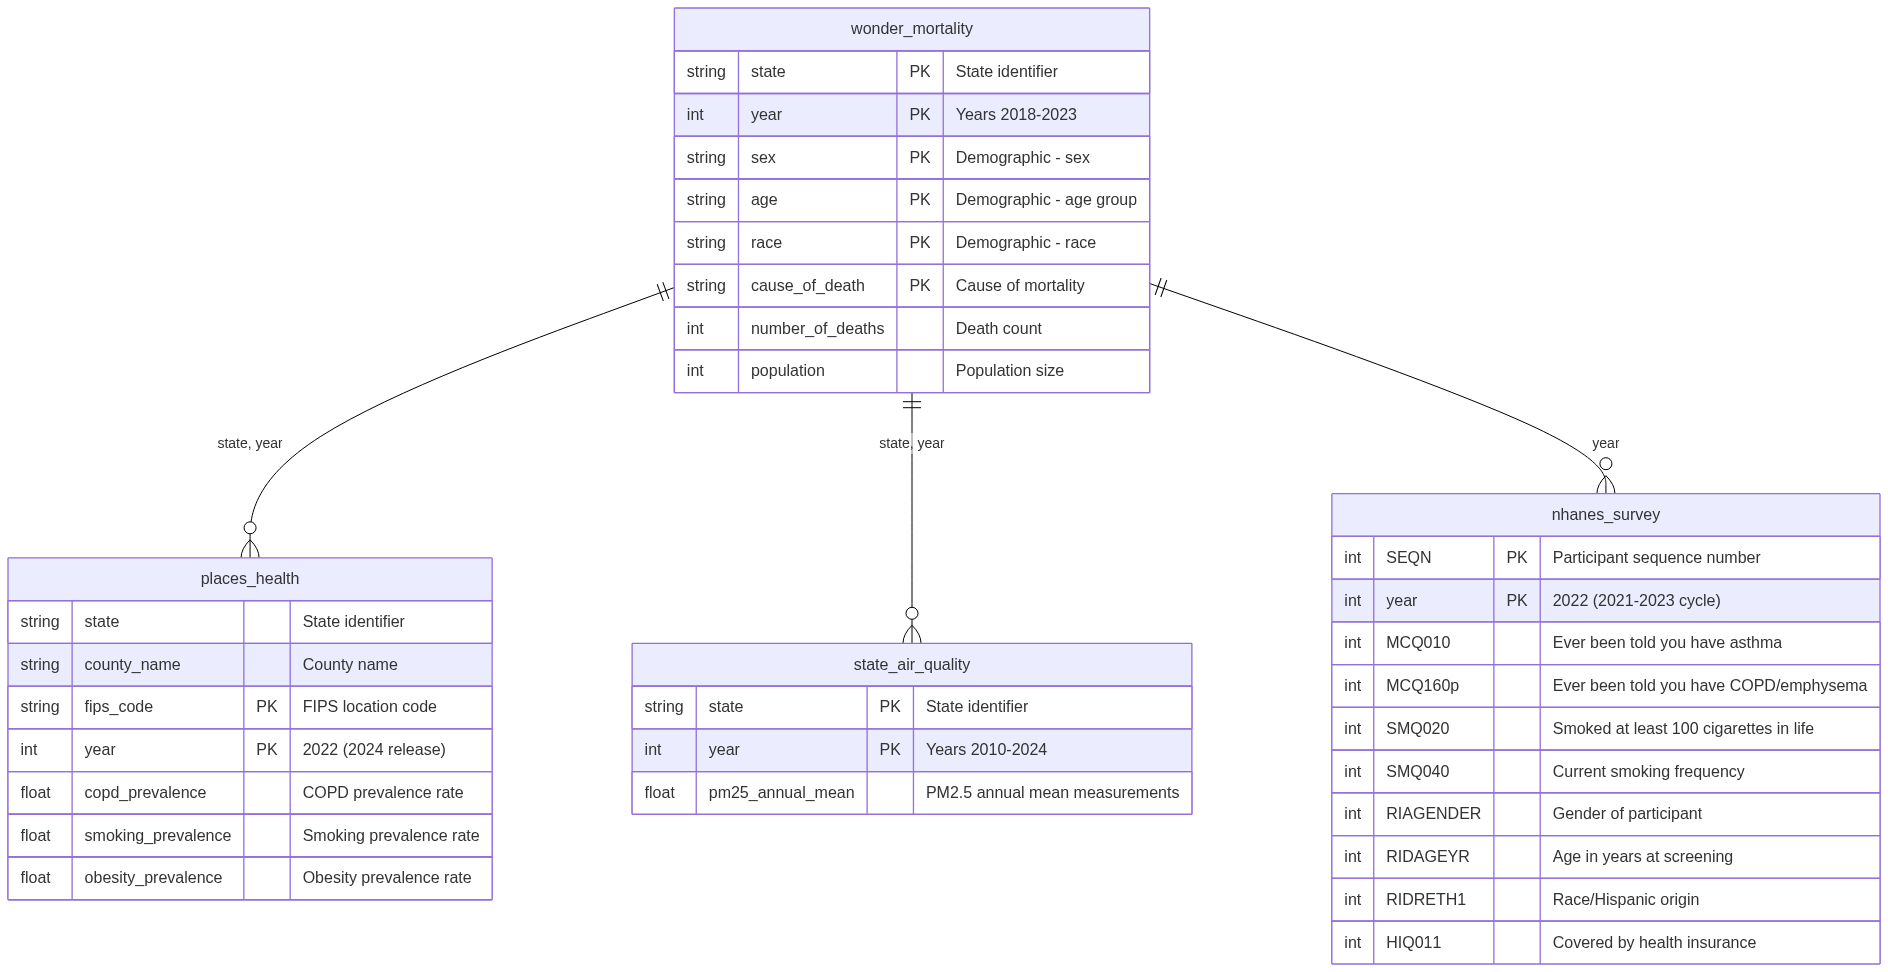 wonder_mortality
string state PK State identifier
int year PK Years 2018-2023
string sex PK Demographic - sex
string age PK Demographic - age group
string race PK Demographic - race
string cause_of_death PK Cause of mortality
int number_of_deaths Death count
int population Population size
state, year
state, year
year
places_health
string state State identifier
string county_name County name
string fips_code PK FIPS location code
int year PK 2022 (2024 release)
float copd_prevalence COPD prevalence rate
float smoking_prevalence Smoking prevalence rate
float obesity_prevalence Obesity prevalence rate
state_air_quality
string state PK State identifier
int year PK Years 2010-2024
float pm25_annual_mean PM2.5 annual mean measurements
nhanes_survey
int SEQN PK Participant sequence number
int year PK 2022 (2021-2023 cycle)
int MCQ010 Ever been told you have asthma
int MCQ160p Ever been told you have COPD/emphysema
int SMQ020 Smoked at least 100 cigarettes in life
int SMQ040 Current smoking frequency
int RIAGENDER Gender of participant
int RIDAGEYR Age in years at screening
int RIDRETH1 Race/Hispanic origin
int HIQ011 Covered by health insurance